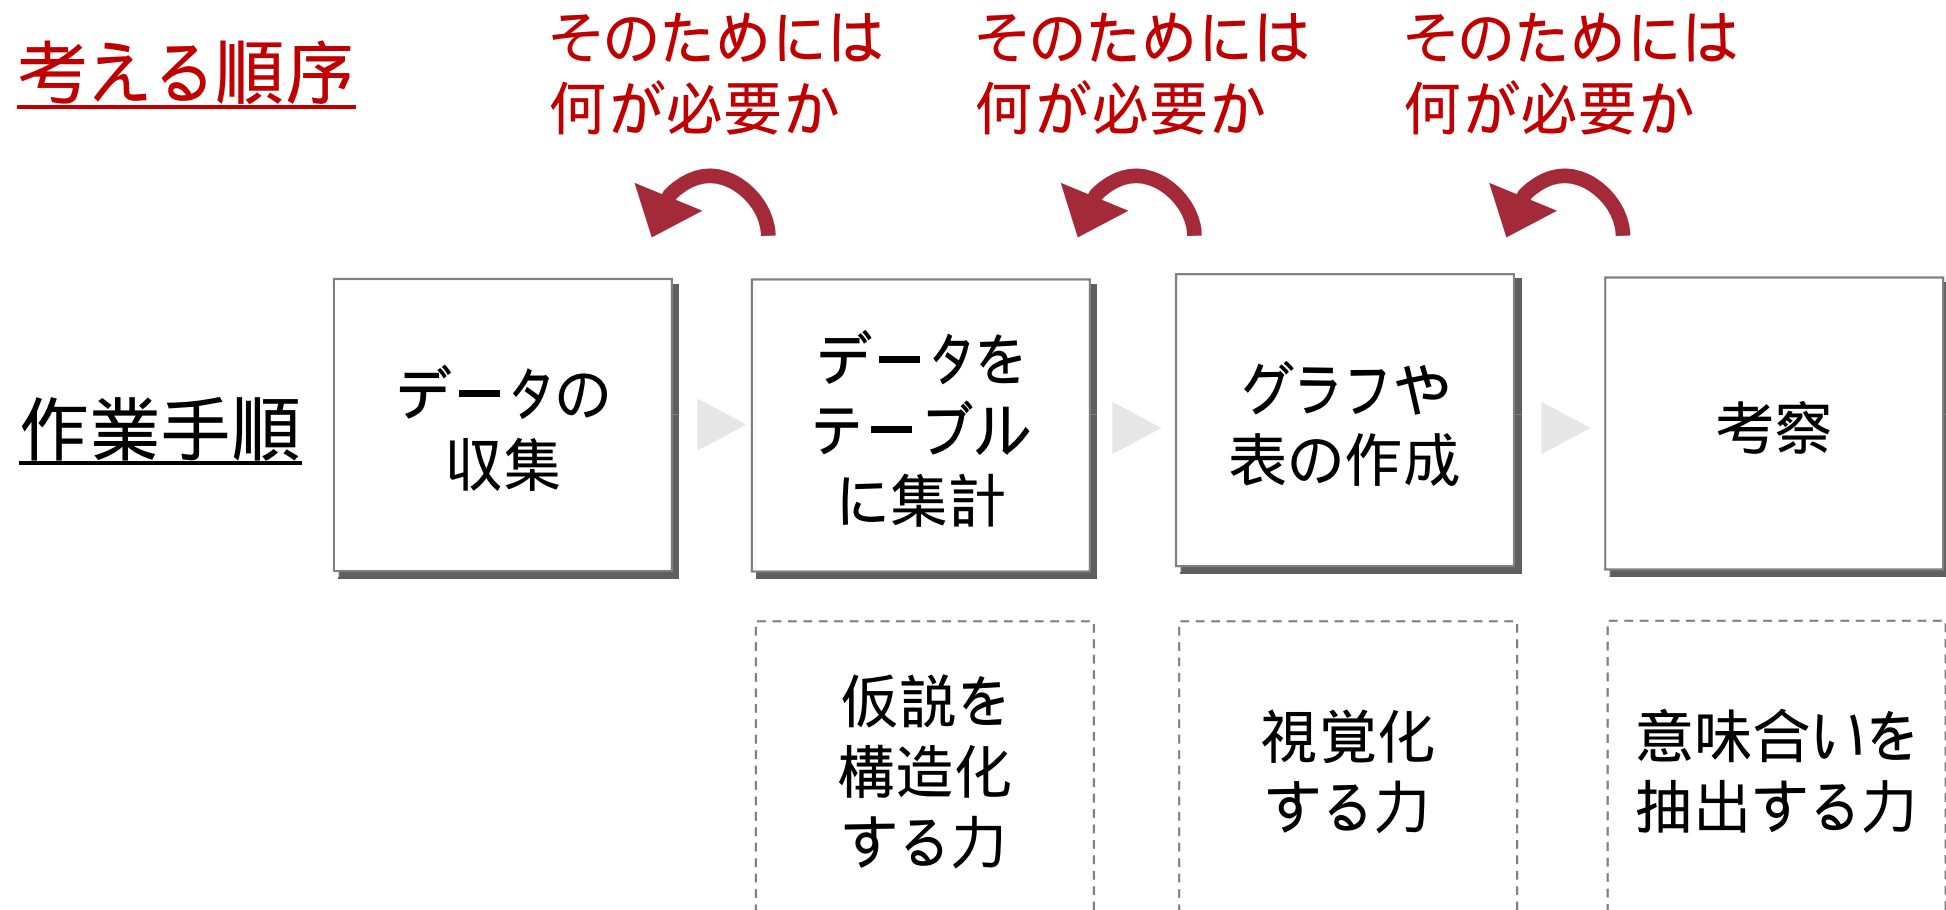 考える順序
そのためには
何が必要か
そのためには
何が必要か
そのためには
何が必要か
作業手順
データの
収集
データを
テーブル
に集計
グラフや
表の作成
考察
仮説を
構造化
する力
視覚化
する力
意味合いを
抽出する力